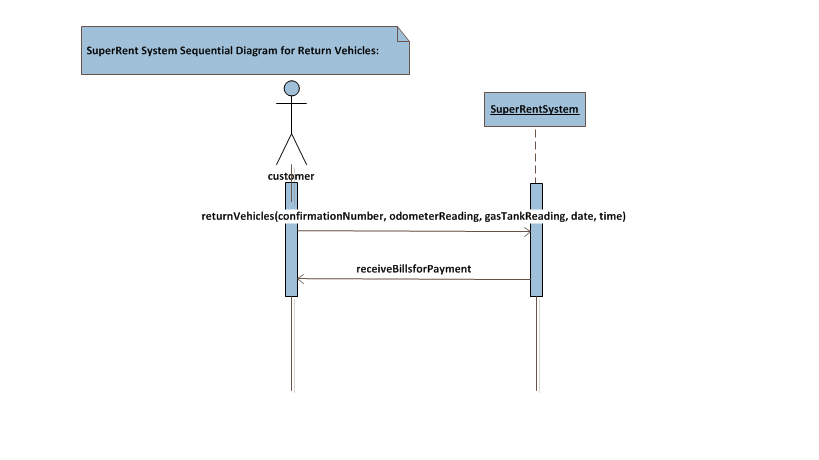 SuperRent System Sequential Diagram for Return Vehicles:
SuperRentSystem
customer
returnVehicles(confirmationNumber, odometerReading, gasTankReading, date, time)
receiveBillsforPayment